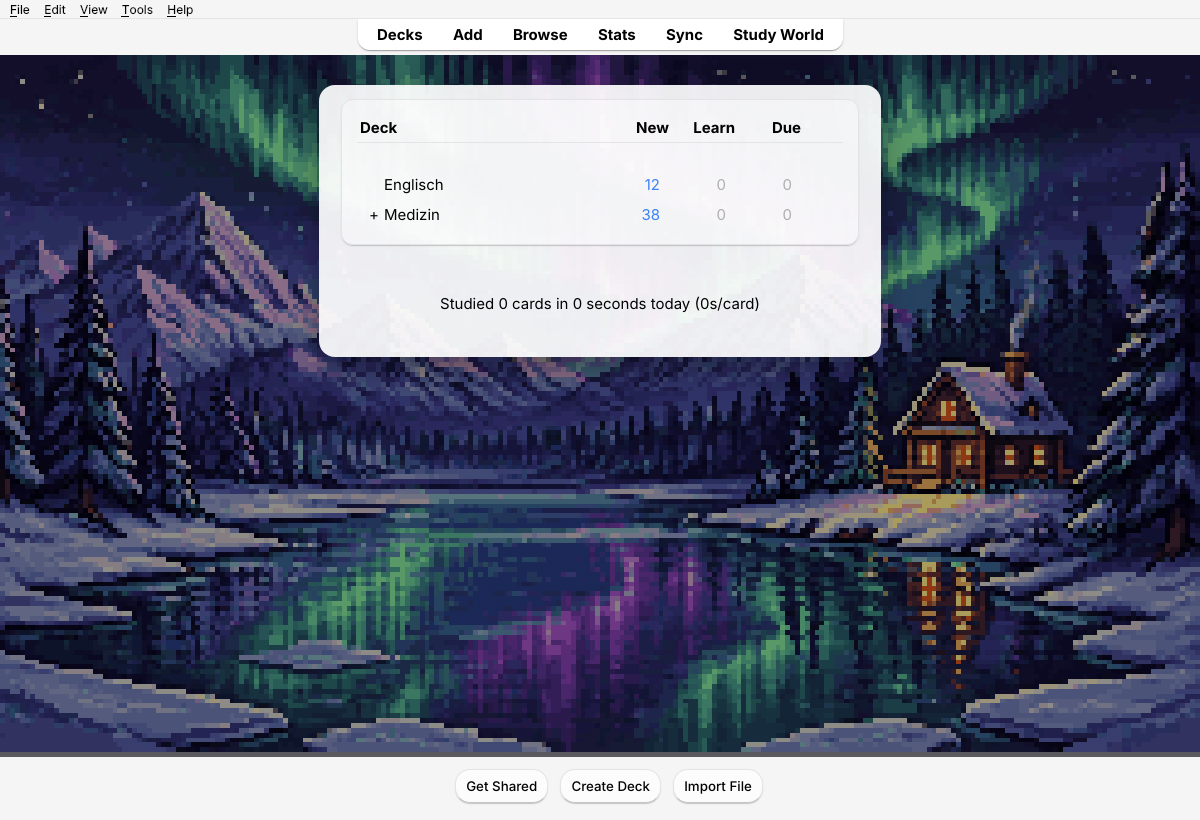 File Edit View Tools Help
Decks Add Browse Stats Sync Study World
Deck New Learn Due
Englisch 12 0 0
+ Medizin 38 0 0
Studied 0 cards in 0 seconds today (0s/card)
Get Shared Create Deck Import File